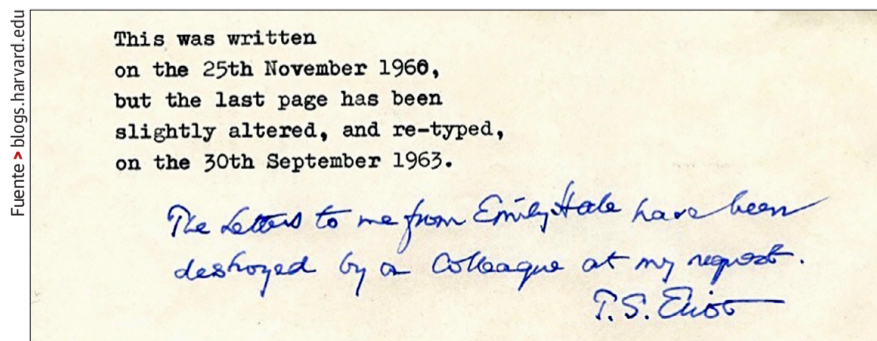 Fuente > blogs.harvard.edu
This was written
on the 25th November 1960,
but the last page has been
slightly altered, and re-typed,
on the 30th September 1963.
The Letters to me from Emily Hale have been
destroyed by a colleague at my request.
T. S. Eliot